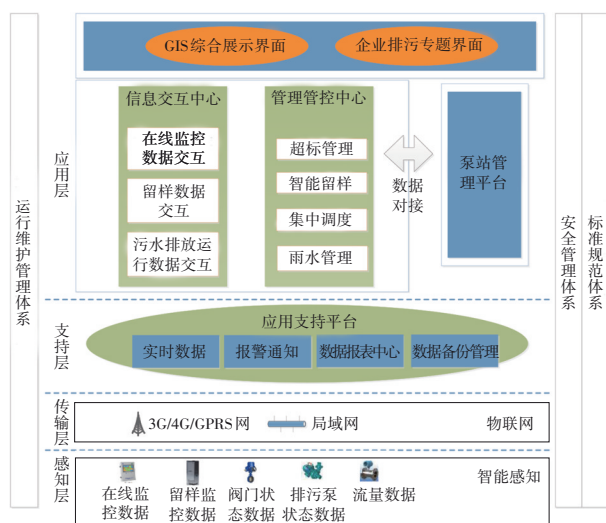 GIS综合展示界面
企业排污专题界面
信息交互中心
在线监控
数据交互
留样数据
交互
污水排放运
行数据交互
管理管控中心
超标管理
智能留样
集中调度
雨水管理
数据
对接
泵站管
理平台
应用层
运行维护管理体系
安全管理体系
标准规范体系
支持层
应用支持平台
实时数据
报警通知
数据报表中心
数据备份管理
传输层
3G/4G/GPRS网
局域网
物联网
感知层
在线监
控数据
留样监
控数据
阀门状
态数据
排污泵
状态数据
流量数据
智能感知